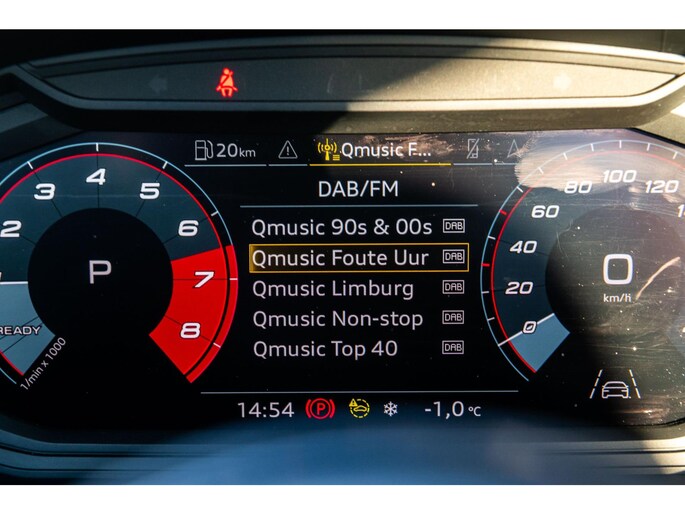 20km
Qmusic F...
DAB/FM
Qmusic 90s & 00s DAB
Qmusic Foute Uur DAB
Qmusic Limburg DAB
Qmusic Non-stop DAB
Qmusic Top 40 DAB
2 3 4 5 6 7 8
P
READY
1/min x 1000
0 20 40 60 80 100 120
0
km/h
14:54 P -1,0 °C